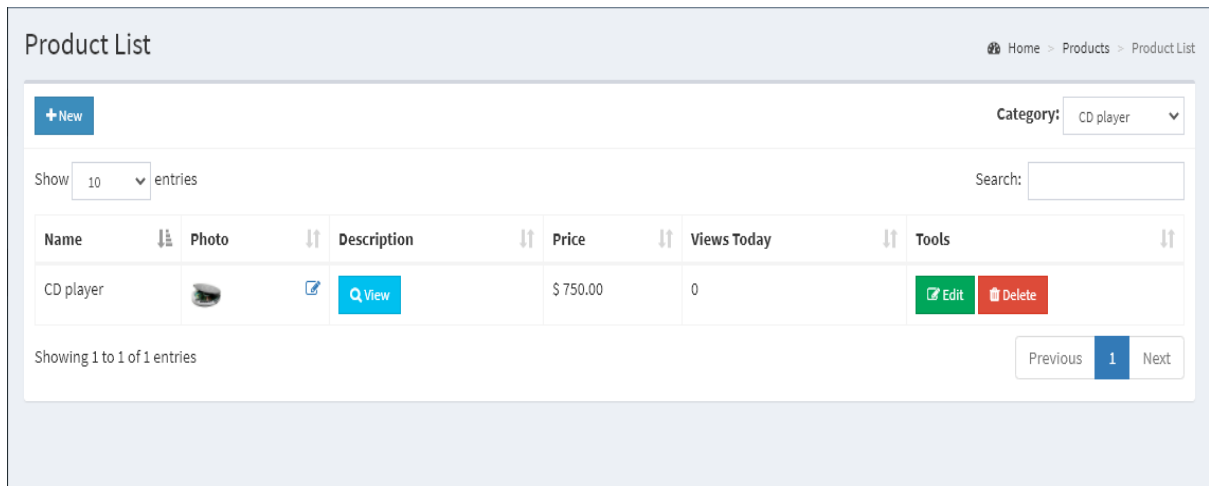 Product List
Home > Products > Product List
+ New
Category: CD player
Show 10 entries
Search:
Name Photo Description Price Views Today Tools
CD player View $ 750.00 0 Edit Delete
Showing 1 to 1 of 1 entries
Previous 1 Next